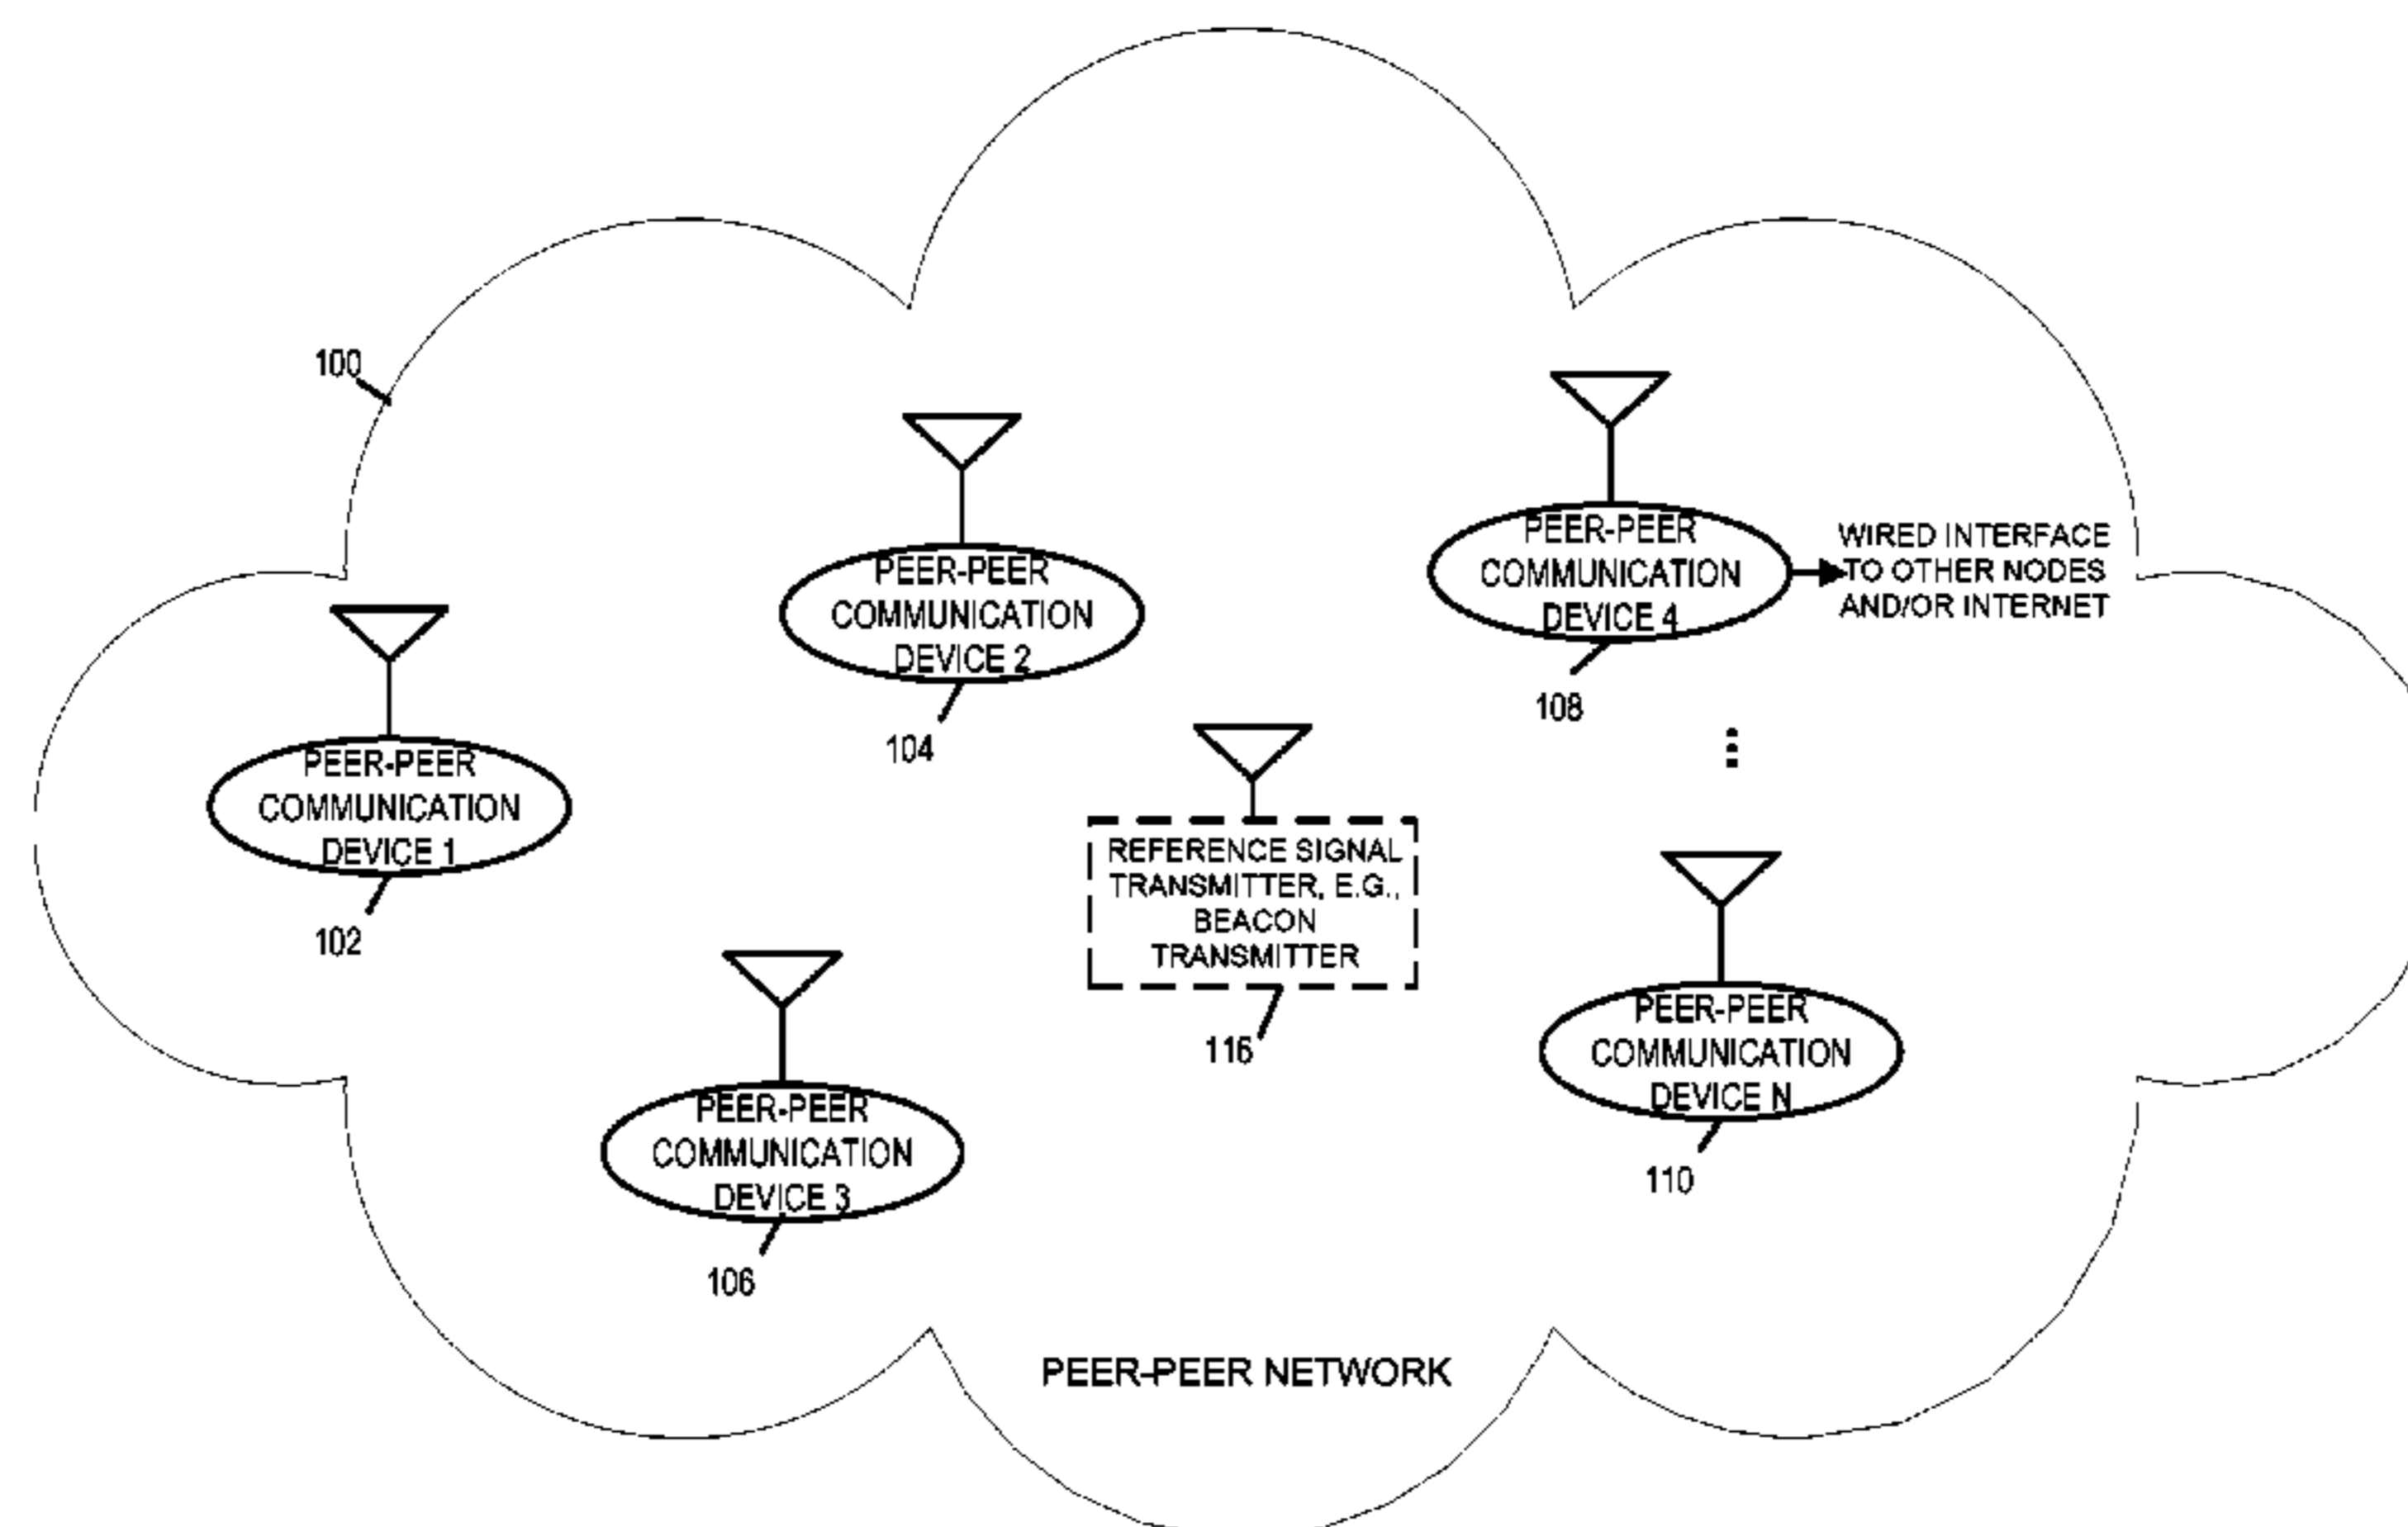 100
PEER-PEER
COMMUNICATION
DEVICE 1
102
PEER-PEER
COMMUNICATION
DEVICE 2
104
PEER-PEER
COMMUNICATION
DEVICE 4
108
WIRED INTERFACE
TO OTHER NODES
AND/OR INTERNET
REFERENCE SIGNAL
TRANSMITTER, E.G.,
BEACON
TRANSMITTER
116
PEER-PEER
COMMUNICATION
DEVICE 3
106
PEER-PEER
COMMUNICATION
DEVICE N
110
PEER-PEER NETWORK